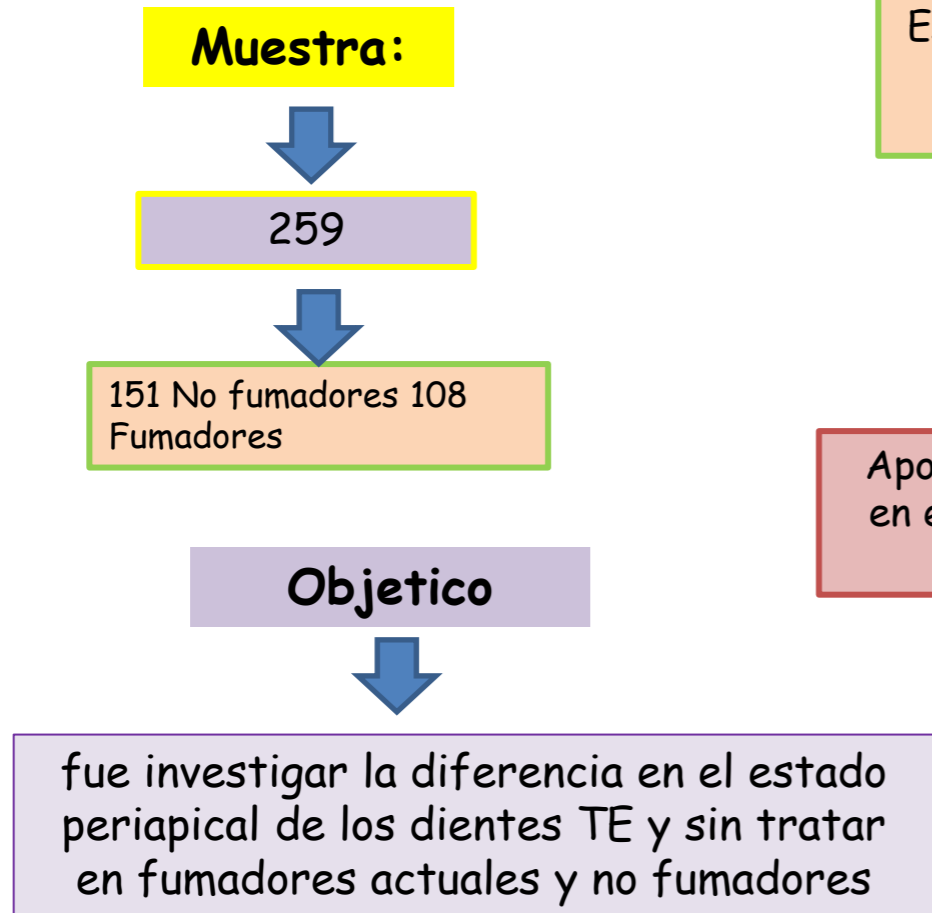 Muestra:
259
151 No fumadores 108
Fumadores
Objetico
fue investigar la diferencia en el estado
periapical de los dientes TE y sin tratar
en fumadores actuales y no fumadores
en